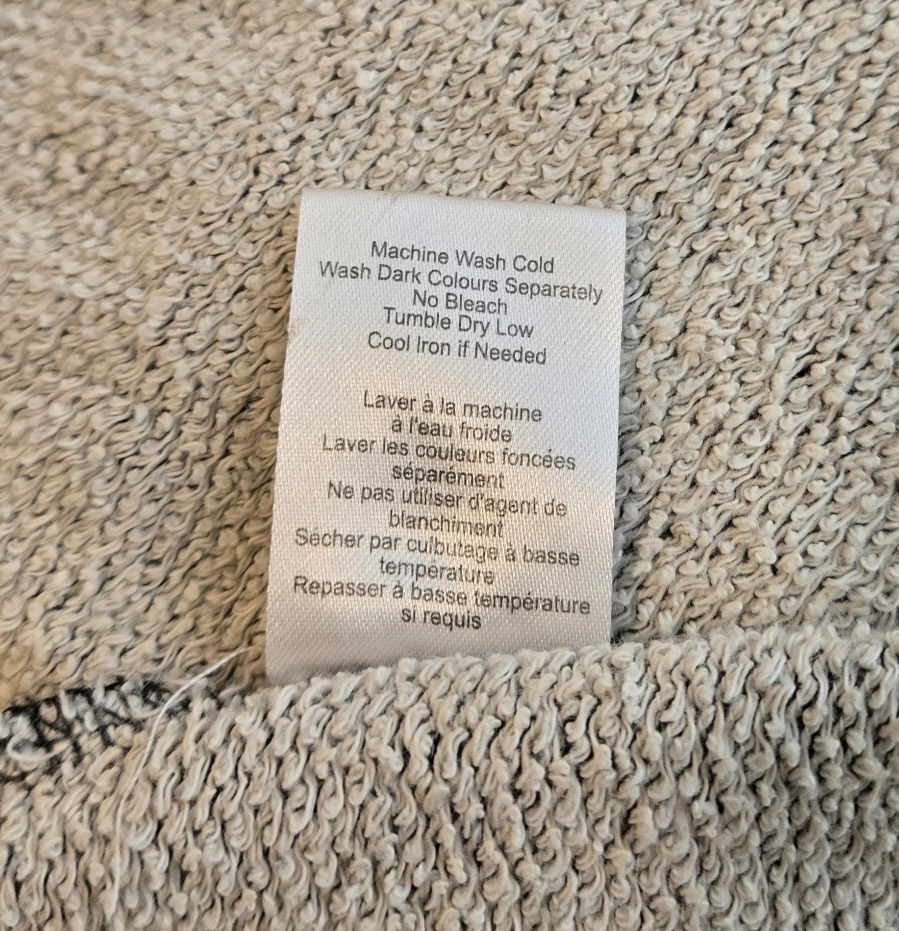 Machine Wash Cold
Wash Dark Colours Separately
No Bleach
Tumble Dry Low
Cool Iron if Needed
Laver à la machine
à l'eau froide
Laver les couleurs foncées
séparément
Ne pas utiliser d'agent de
blanchiment
Sécher par culbutage à basse
température
Repasser à basse température
si requis